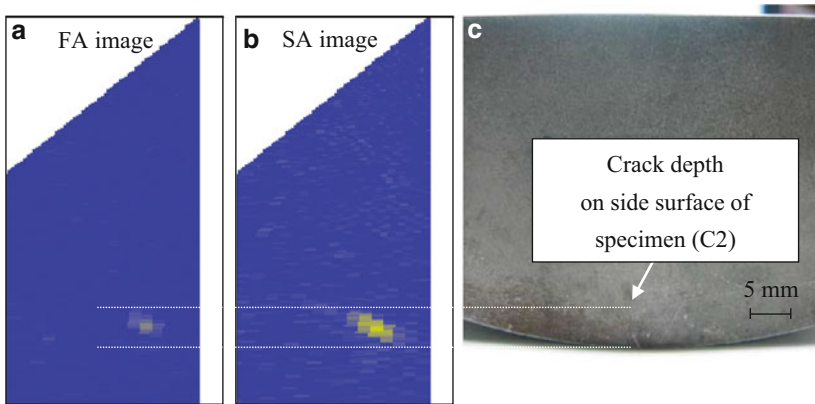 a
FA image
b
SA image
c
Crack depth
on side surface of
specimen (C2)
5 mm